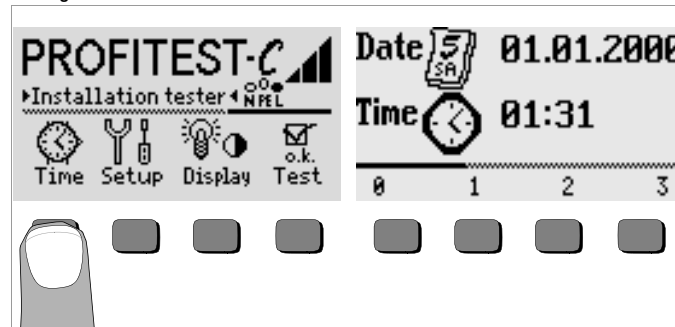 PROFITEST-C
Installation tester
N PE L
o.k.
Time Setup Display Test
Date 5 SA 01.01.2000
Time 01:31
0 1 2 3